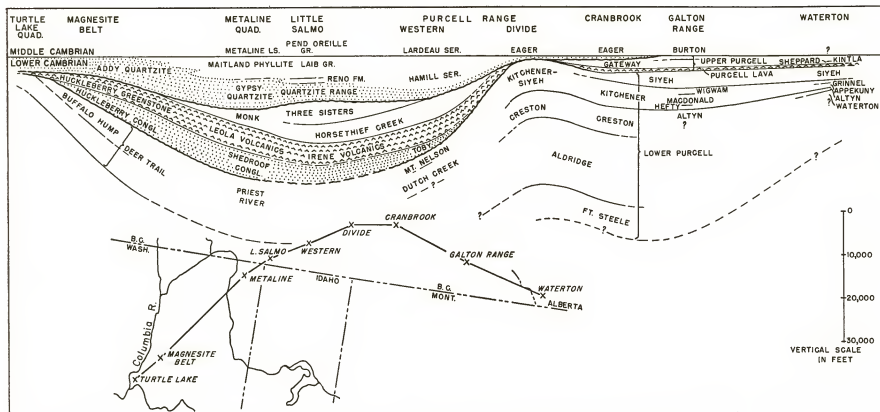 TURTLE LAKE QUAD.
MAGNESITE BELT
METALINE QUAD.
LITTLE SALMO
PURCELL RANGE
WESTERN
DIVIDE
CRANBROOK
GALTON RANGE
WATERTON
MIDDLE CAMBRIAN
METALINE LS.
PEND OREILLE GR.
LARDEAU SER.
EAGER
EAGER
BURTON
?
LOWER CAMBRIAN
ADDY QUARTZITE
MAITLAND PHYLLITE
LAIB GR.
GATEWAY
UPPER PURCELL
SHEPPARD
KINTLA
RENO FM.
HAMILL SER.
PURCELL LAVA
GYPSY QUARTZITE
QUARTZITE RANGE
KITCHENER-SIYEH
SIYEH
SIYEH
HUCKLEBERRY GREENSTONE
HUCKLEBERRY CONGL.
BUFFALO HUMP
DEER TRAIL
MONK
THREE SISTERS
HORSETHIEF CREEK
LEOLA VOLCANICS
IRENE VOLCANICS
TOBY
SHEDROOF CONGL.
MT. NELSON
DUTCH CREEK
?
PRIEST RIVER
KITCHENER
WIGWAM
MACDONALD
HEFTY
ALTYN
?
GRINNEL
APPEKUNY
ALTYN
WATERTON
CRESTON
CRESTON
ALDRIDGE
LOWER PURCELL
FT. STEELE
?
?
?
CRANBROOK
DIVIDE
WESTERN
L. SALMO
METALINE
GALTON RANGE
WATERTON
B.C.
WASH.
IDAHO
B.C.
MONT.
ALBERTA
Columbia R.
MAGNESITE BELT
TURTLE LAKE
0
10,000
20,000
30,000
VERTICAL SCALE
IN FEET